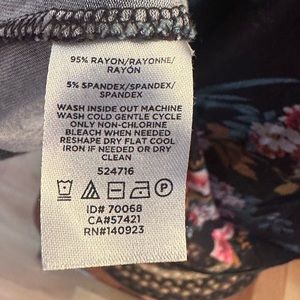 95% RAYON/RAYONNE/
RAYÓN
5% SPANDEX/SPANDEX/
SPANDEX
WASH INSIDE OUT MACHINE
WASH COLD GENTLE CYCLE
ONLY NON-CHLORINE
BLEACH WHEN NEEDED
RESHAPE DRY FLAT COOL
IRON IF NEEDED OR DRY
CLEAN
524716
ID# 70068
CA#57421
RN#140923